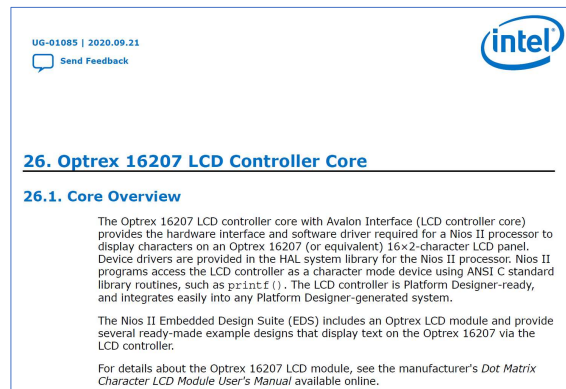 UG-01085 | 2020.09.21
Send Feedback
intel®
26. Optrex 16207 LCD Controller Core
26.1. Core Overview
The Optrex 16207 LCD controller core with Avalon Interface (LCD controller core)
provides the hardware interface and software driver required for a Nios II processor to
display characters on an Optrex 16207 (or equivalent) 16×2-character LCD panel.
Device drivers are provided in the HAL system library for the Nios II processor. Nios II
programs access the LCD controller as a character mode device using ANSI C standard
library routines, such as printf(). The LCD controller is Platform Designer-ready,
and integrates easily into any Platform Designer-generated system.
The Nios II Embedded Design Suite (EDS) includes an Optrex LCD module and provide
several ready-made example designs that display text on the Optrex 16207 via the
LCD controller.
For details about the Optrex 16207 LCD module, see the manufacturer's Dot Matrix
Character LCD Module User's Manual available online.